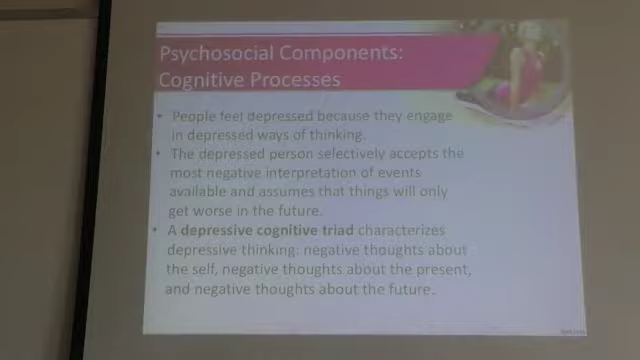 Psychosocial Components:
Cognitive Processes
• People feel depressed because they engage
in depressed ways of thinking.
• The depressed person selectively accepts the
most negative interpretation of events
available and assumes that things will only
get worse in the future.
• A depressive cognitive triad characterizes
depressive thinking: negative thoughts about
the self, negative thoughts about the present,
and negative thoughts about the future.